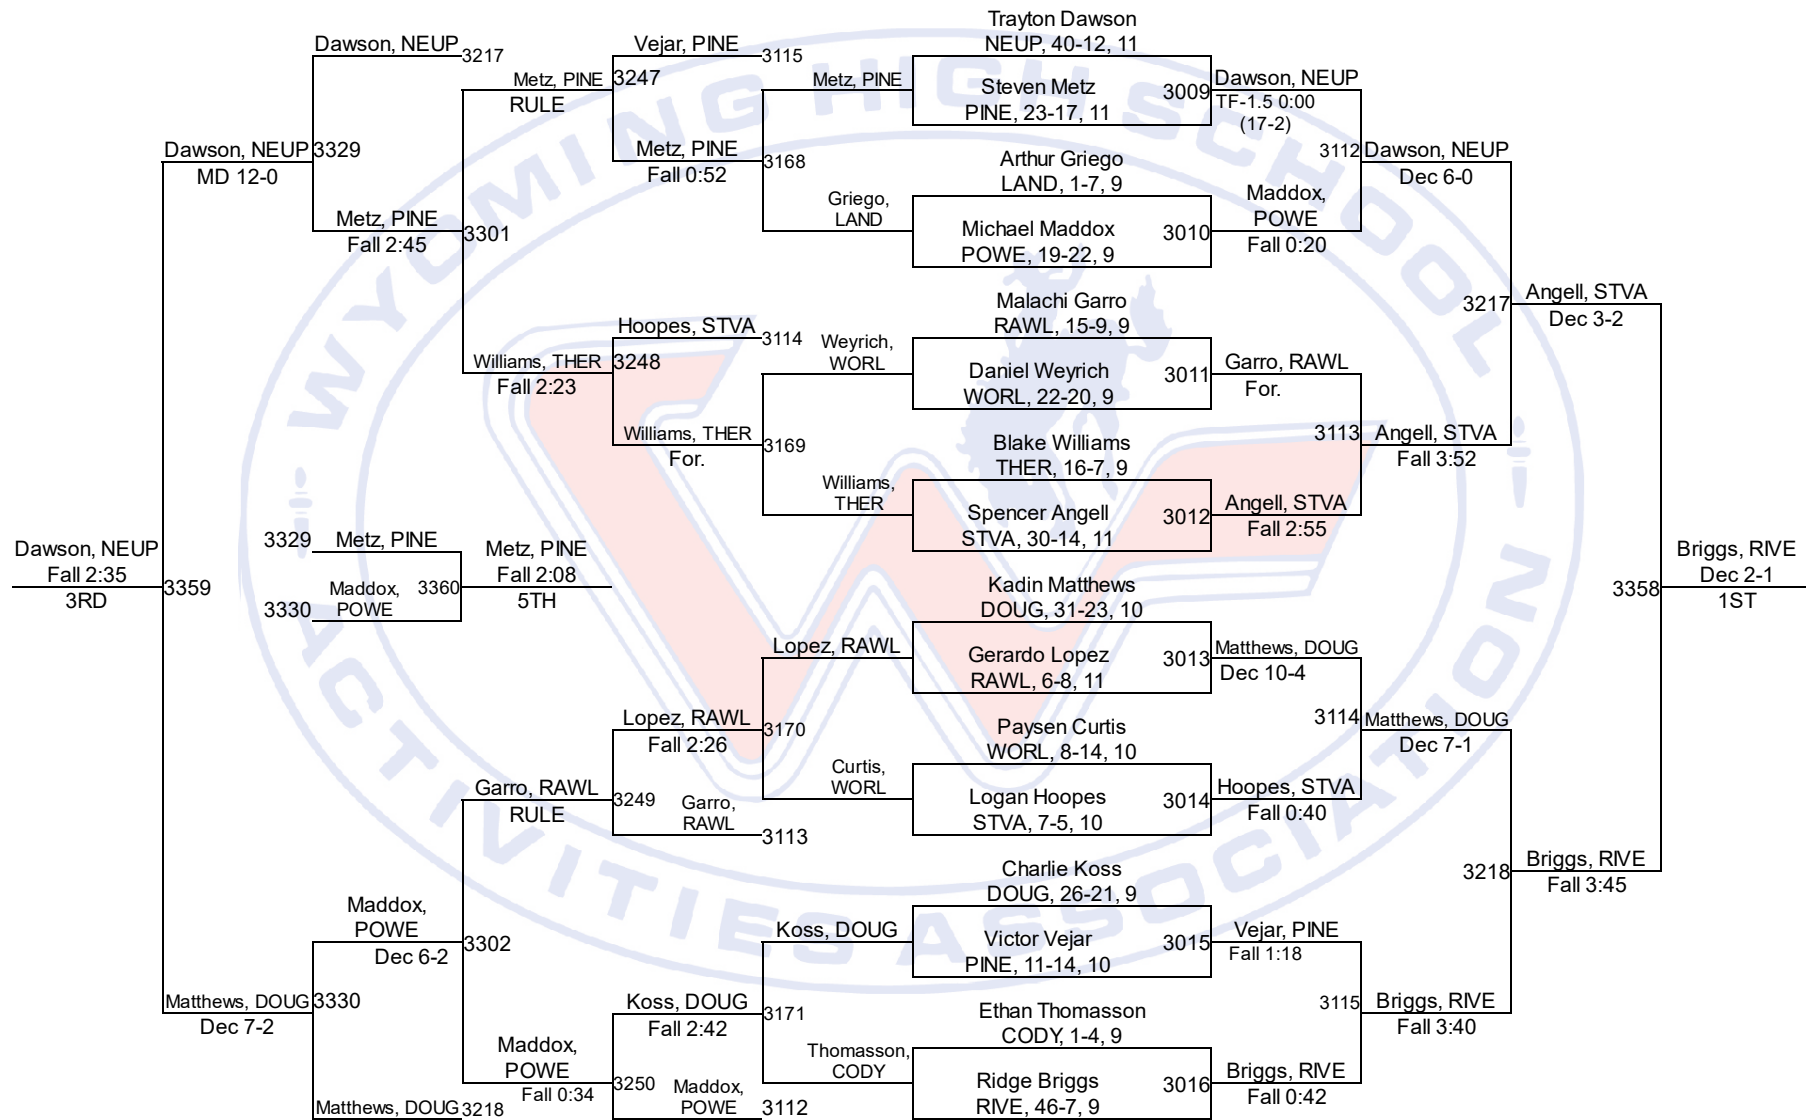 Trayton Dawson
Dawson, NEUP
3217
Vejar, PINE
3115
NEUP, 40-12, 11
Metz, PINE
3247
RULE
Metz, PINE
Steven Metz
PINE, 23-17, 11
3009
Dawson, NEUP
TF-1.5 0:00
(17-2)
Dawson, NEUP
3329
MD 12-0
Metz, PINE
Fall 0:52
3168
Arthur Griego
LAND, 1-7, 9
3112
Dawson, NEUP
Dec 6-0
Metz, PINE
Fall 2:45
3301
Griego,
LAND
Michael Maddox
POWE, 19-22, 9
3010
Maddox,
POWE
Fall 0:20
Malachi Garro
RAWL, 15-9, 9
3217
Angell, STVA
Dec 3-2
Hoopes, STVA
3114
Williams, THER
3248
Fall 2:23
Weyrich,
WORL
Daniel Weyrich
WORL, 22-20, 9
3011
Garro, RAWL
For.
Williams, THER
For.
3169
Blake Williams
THER, 16-7, 9
3113
Angell, STVA
Fall 3:52
Williams,
THER
Spencer Angell
STVA, 30-14, 11
3012
Angell, STVA
Fall 2:55
Dawson, NEUP
Fall 2:35
3RD
3359
3329
Metz, PINE
3330
Maddox,
POWE
3360
Metz, PINE
Fall 2:08
5TH
Kadin Matthews
DOUG, 31-23, 10
3358
Briggs, RIVE
Dec 2-1
1ST
Lopez, RAWL
Gerardo Lopez
RAWL, 6-8, 11
3013
Matthews, DOUG
Dec 10-4
Lopez, RAWL
Fall 2:26
3170
Paysen Curtis
WORL, 8-14, 10
3114
Matthews, DOUG
Dec 7-1
Garro, RAWL
RULE
3249
Garro,
RAWL
3113
Curtis,
WORL
Logan Hoopes
STVA, 7-5, 10
3014
Hoopes, STVA
Fall 0:40
Charlie Koss
DOUG, 26-21, 9
3218
Briggs, RIVE
Fall 3:45
Maddox,
POWE
Dec 6-2
3302
Koss, DOUG
Victor Vejar
PINE, 11-14, 10
3015
Vejar, PINE
Fall 1:18
Matthews, DOUG
3330
Dec 7-2
Koss, DOUG
Fall 2:42
3171
Ethan Thomasson
CODY, 1-4, 9
3115
Briggs, RIVE
Fall 3:40
Maddox,
POWE
Fall 0:34
3250
Maddox,
POWE
3112
Thomasson,
CODY
Ridge Briggs
RIVE, 46-7, 9
3016
Briggs, RIVE
Fall 0:42
Matthews, DOUG
3218
WYOMING HIGH SCHOOL
ACTIVITIES ASSOCIATION
W